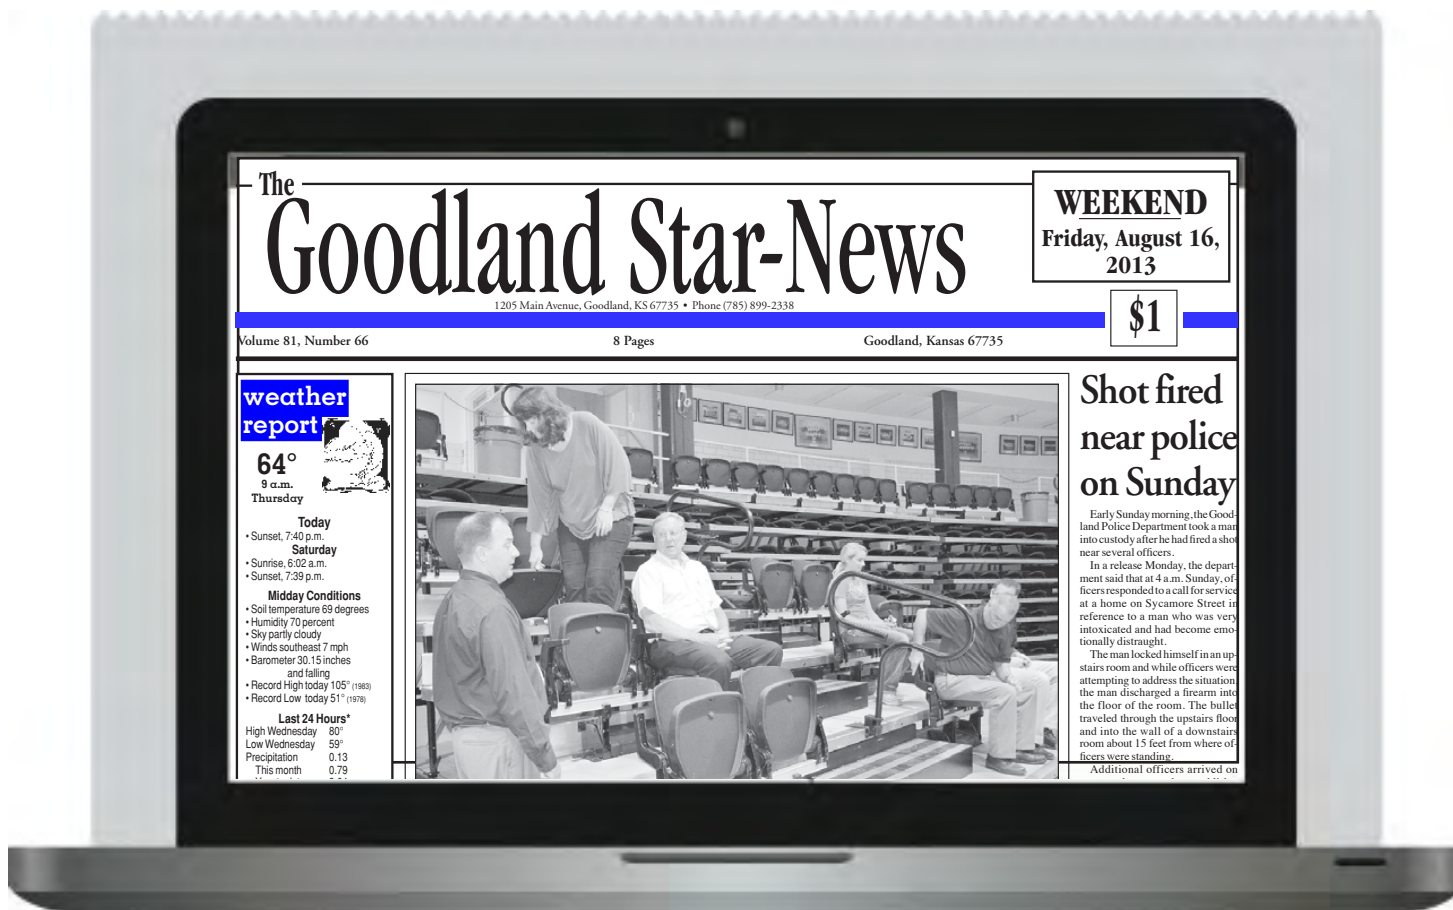 The
Goodland Star-News
WEEKEND
Friday, August 16,
2013
1205 Main Avenue, Goodland, KS 67735 • Phone (785) 899-2338
$1
Volume 81, Number 66
8 Pages
Goodland, Kansas 67735
weather
report
64°
9 a.m.
Thursday
Today
• Sunset, 7:40 p.m.
Saturday
• Sunrise, 6:02 a.m.
• Sunset, 7:39 p.m.
Midday Conditions
• Soil temperature 69 degrees
• Humidity 70 percent
• Sky partly cloudy
• Winds southeast 7 mph
• Barometer 30.15 inches
and falling
• Record High today 105° (1983)
• Record Low today 51° (1978)
Last 24 Hours*
High Wednesday 80°
Low Wednesday 59°
Precipitation 0.13
This month 0.79
Shot fired
near police
on Sunday
Early Sunday morning, the Good-
land Police Department took a man
into custody after he had fired a shot
near several officers.
In a release Monday, the depart-
ment said that at 4 a.m. Sunday, of-
ficers responded to a call for service
at a home on Sycamore Street in
reference to a man who was very
intoxicated and had become emo-
tionally distraught.
The man locked himself in an up-
stairs room and while officers were
attempting to address the situation,
the man discharged a firearm into
the floor of the room. The bullet
traveled through the upstairs floor
and into the wall of a downstairs
room about 15 feet from where of-
ficers were standing.
Additional officers arrived on